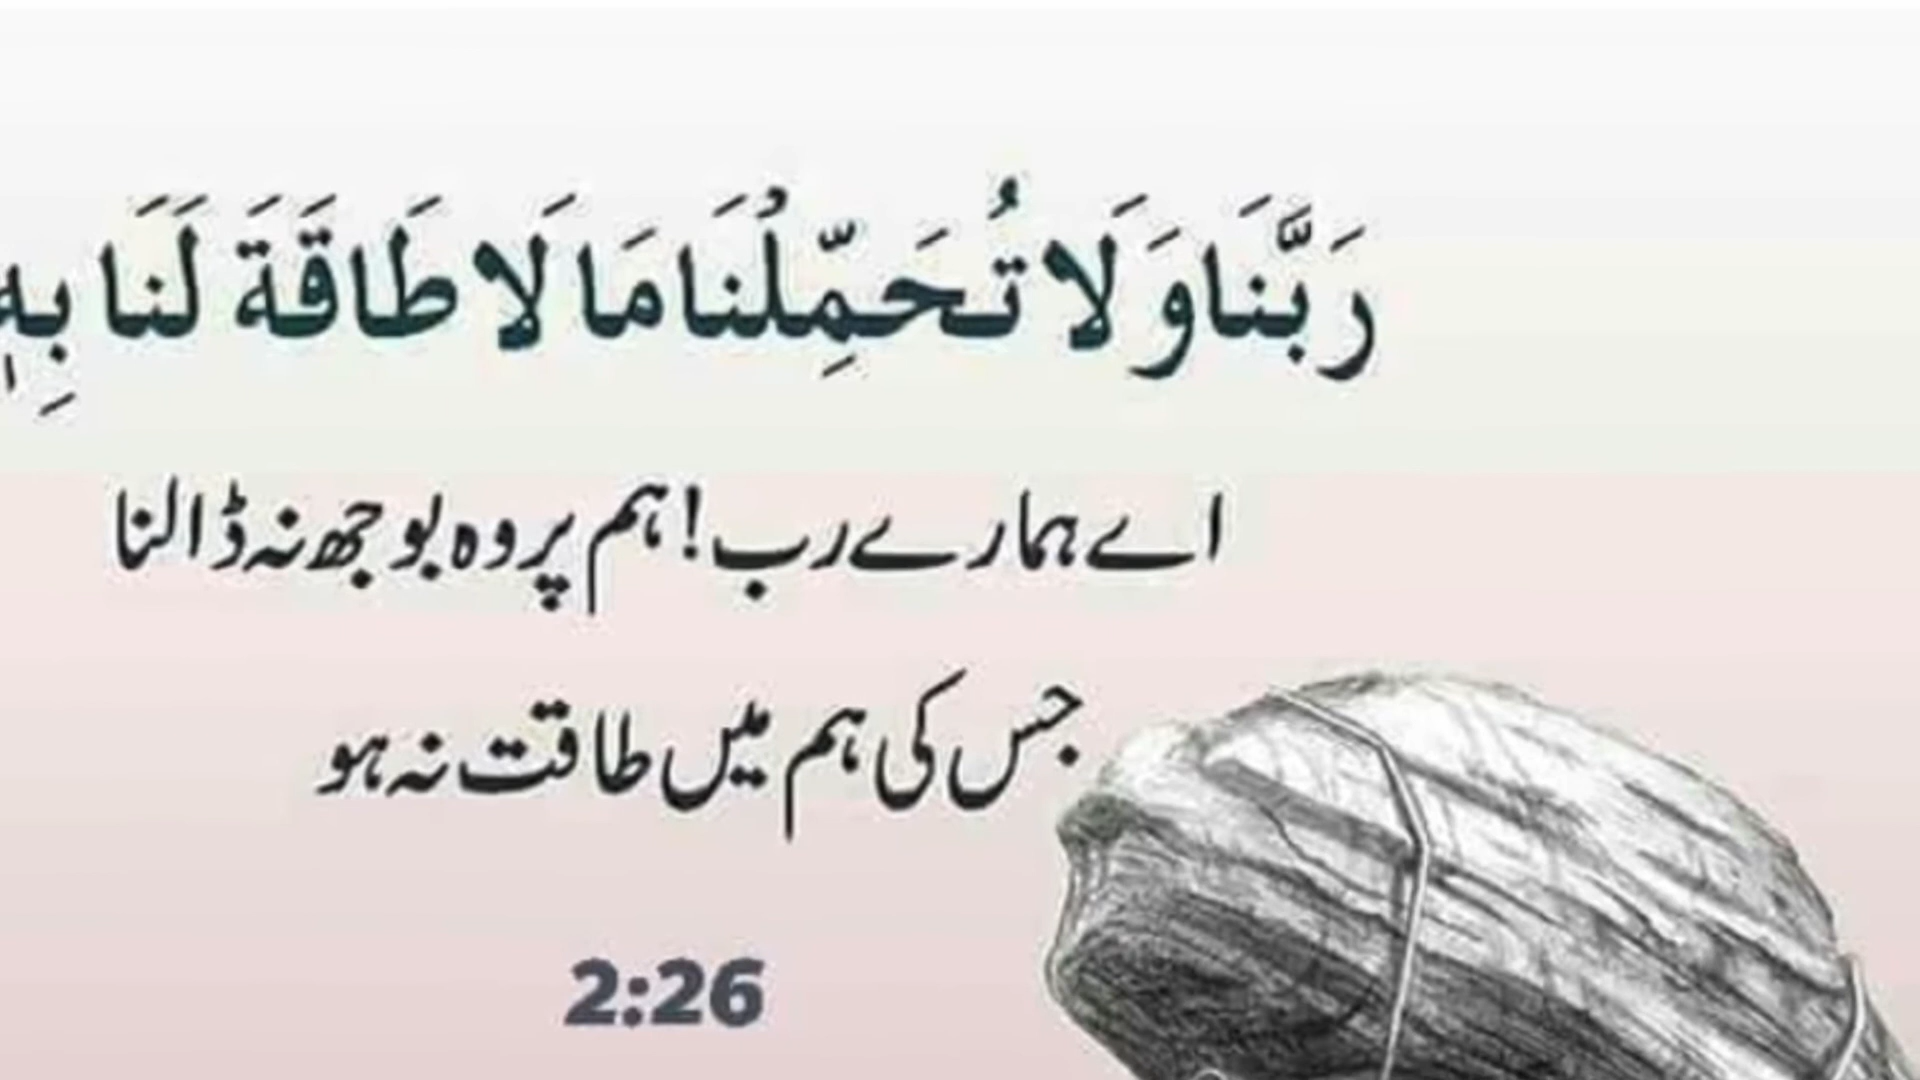 رَبَّنَا وَلَا تُحَمِّلْنَا مَا لَا طَاقَةَ لَنَا بِهٖ
اے ہمارے رب! ہم پر وہ بوجھ نہ ڈالنا
جس کی ہم میں طاقت نہ ہو
2:26